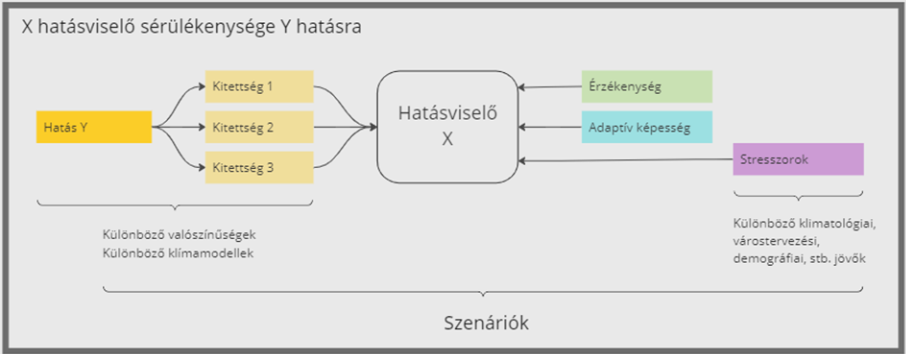 X hatásviselő sérülékenysége Y hatásra
Hatás Y
Kitettség 1
Kitettség 2
Kitettség 3
Hatásviselő
X
Érzékenység
Adaptív képesség
Stresszorok
Különböző valószínűségek
Különböző klímamodellek
Különböző klimatológiai,
várostervezési,
demográfiai, stb. jövők
Szenáriók